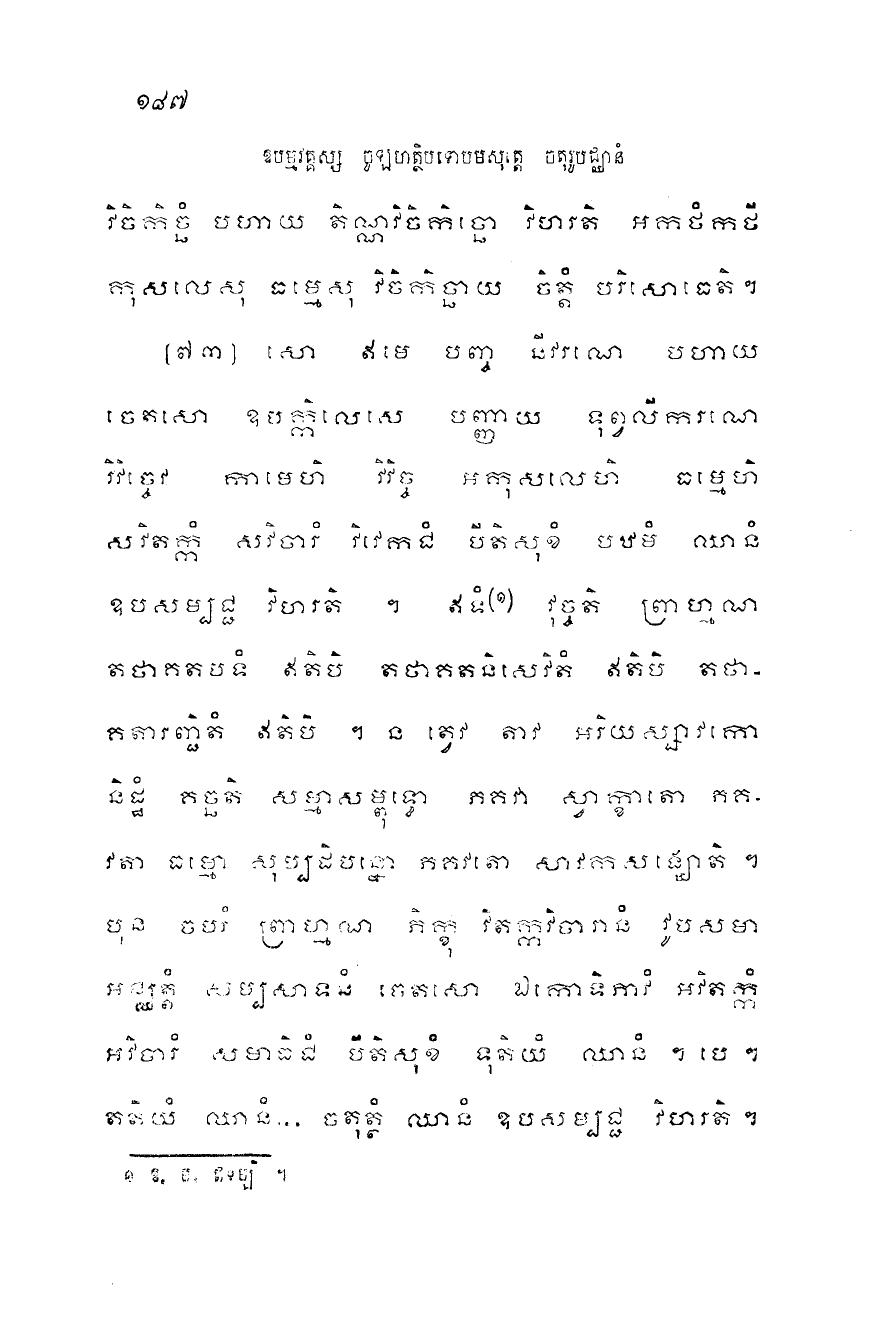 ១៨៧
ឱបម្មវគ្គស្ស ចូឡហត្ថិបទោបមសុត្តេ ចតុរូបជ្ឈានំ
វិចិកិច្ឆំ បហាយ តិណ្ណវិចិកិច្ឆោ វិហរតិ អកថំកថី
កុសលេសុ ធម្មេសុ វិចិកិច្ឆាយ ចិត្តំ បរិសោធេតិ។
[៧៣] សោ ឥមេ បញ្ច នីវរណេ បហាយ
ចេតសោ ឧបក្កិលេសេ បញ្ញាយ ទុព្វលីករណេ
វិវិច្ចេវ កាមេហិ វិវិច្ច អកុសលេហិ ធម្មេហិ
សវិតក្កំ សវិចារំ វិវេកជំ បីតិសុខំ បឋមំ ឈានំ
ឧបសម្បជ្ជ វិហរតិ ។ ឥទំ(១) វុច្ចតិ ព្រាហ្មណ
តថាគតបទំ ឥតិបិ តថាគតនិសេវិតំ ឥតិបិ តថា-
គតារញ្ជិតំ ឥតិបិ ។ ន ត្វេវ តាវ អរិយស្សាវកោ
និដ្ឋំ គច្ឆតិ សម្មាសម្ពុទ្ធោ ភគវា ស្វាក្ខាតោ ភគ-
វតា ធម្មោ សុប្បដិបន្នោ ភគវតោ សាវកសង្ឃោតិ ។
បុន ចបរំ ព្រាហ្មណ ភិក្ខុ វិតក្កវិចារានំ វូបសមា
អជ្ឈត្តំ សម្បសាទនំ ចេតសោ ឯកោទិភាវំ អវិតក្កំ
អវិចារំ សមាធិជំ បីតិសុខំ ទុតិយំ ឈានំ ។ បេ ។
តតិយំ ឈានំ... ចតុត្ថំ ឈានំ ឧបសម្បជ្ជ វិហរតិ។
១ ឱ. ម. ឥទម្បិ ។